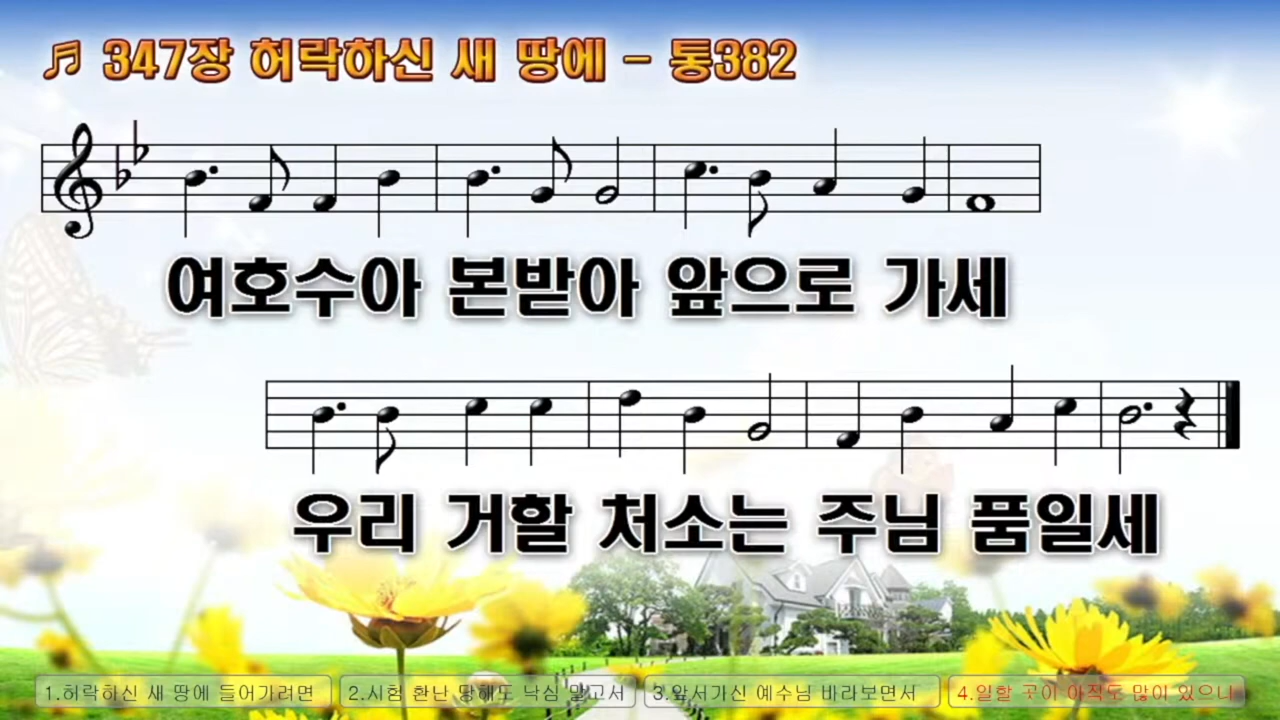 ♬ 347장 허락하신 새 땅에 - 통382
여호수아 본받아 앞으로 가세
우리 거할 처소는 주님 품일세
1.허락하신 새 땅에 들어가려면
2.시험 환난 당해도 낙심 말고서
3.앞서가신 예수님 바라보면서
4.일할 곳이 아직도 많이 있으니